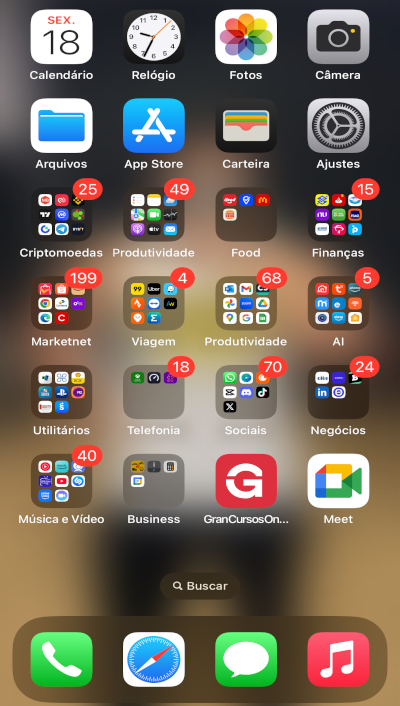 SEX.
18
Calendário Relógio Fotos Câmera
Arquivos App Store Carteira Ajustes
25 49 15
Criptomoedas Produtividade Food Finanças
199 4 68 5
Marketnet Viagem Produtividade AI
18 70 24
Utilitários Telefonia Sociais Negócios
40
Música e Vídeo Business GranCursosOn... Meet
Buscar